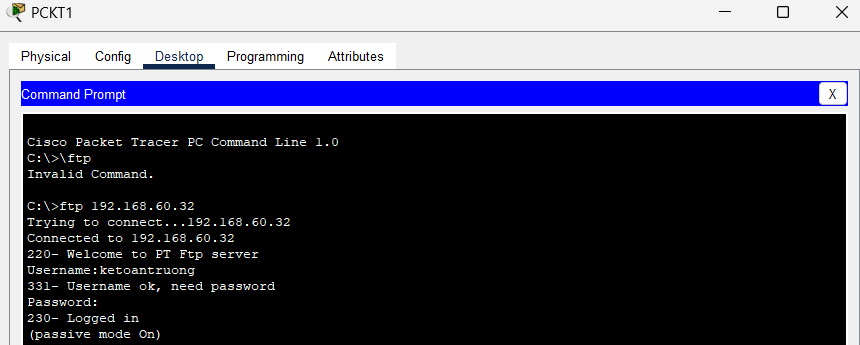 PCKT1
Physical Config Desktop Programming Attributes
Command Prompt X
Cisco Packet Tracer PC Command Line 1.0
C:\>\ftp
Invalid Command.
C:\>ftp 192.168.60.32
Trying to connect...192.168.60.32
Connected to 192.168.60.32
220- Welcome to PT Ftp server
Username:ketoantruong
331- Username ok, need password
Password:
230- Logged in
(passive mode On)